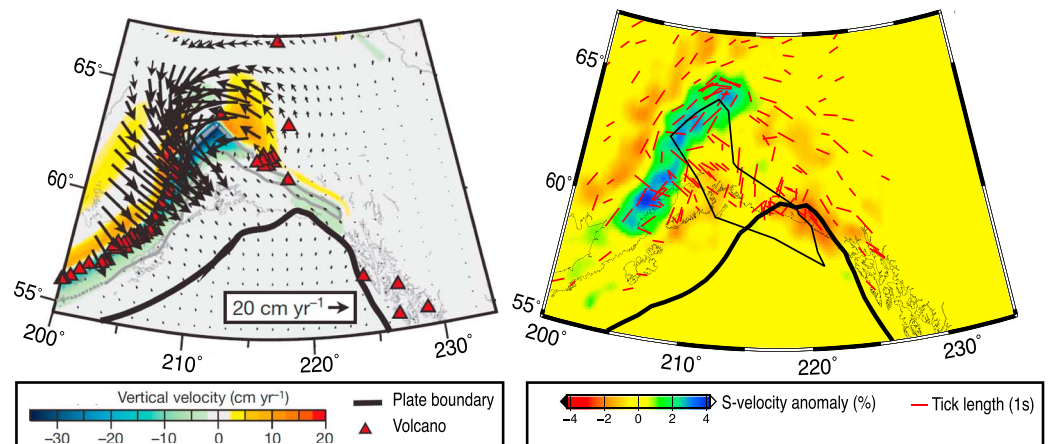 65°
60°
55°
200°
210°
220°
230°
20 cm yr⁻¹
Vertical velocity (cm yr⁻¹)
−30 −20 −10 0 10 20
Plate boundary
Volcano
65°
60°
55°
200°
210°
220°
230°
−4 −2 0 2 4
S-velocity anomaly (%)
Tick length (1s)